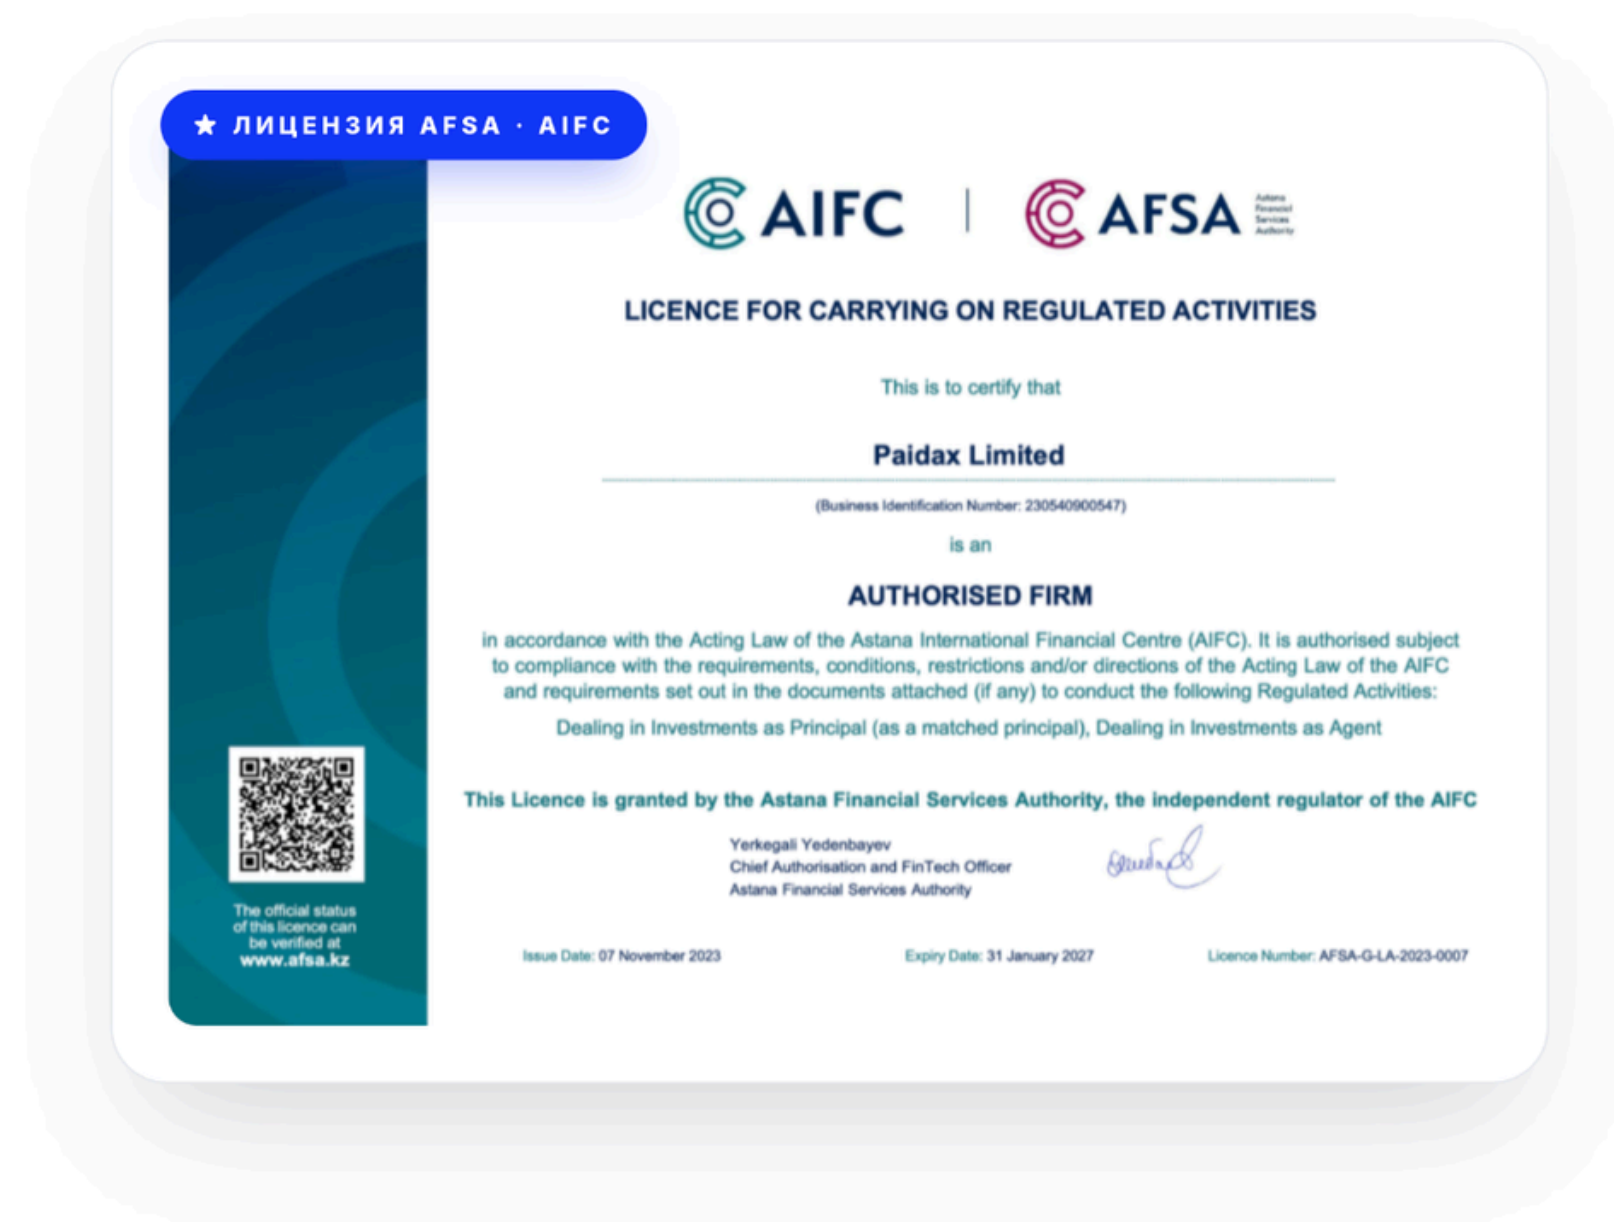 ★ ЛИЦЕНЗИЯ AFSA · AIFC
AIFC
AFSA
Astana
Financial
Services
Authority
LICENCE FOR CARRYING ON REGULATED ACTIVITIES
This is to certify that
Paidax Limited
(Business Identification Number: 230540900547)
is an
AUTHORISED FIRM
in accordance with the Acting Law of the Astana International Financial Centre (AIFC). It is authorised subject
to compliance with the requirements, conditions, restrictions and/or directions of the Acting Law of the AIFC
and requirements set out in the documents attached (if any) to conduct the following Regulated Activities:
Dealing in Investments as Principal (as a matched principal), Dealing in Investments as Agent
This Licence is granted by the Astana Financial Services Authority, the independent regulator of the AIFC
Yerkegali Yedenbayev
Chief Authorisation and FinTech Officer
Astana Financial Services Authority
The official status
of this licence can
be verified at
www.afsa.kz
Issue Date: 07 November 2023
Expiry Date: 31 January 2027
Licence Number: AFSA-G-LA-2023-0007